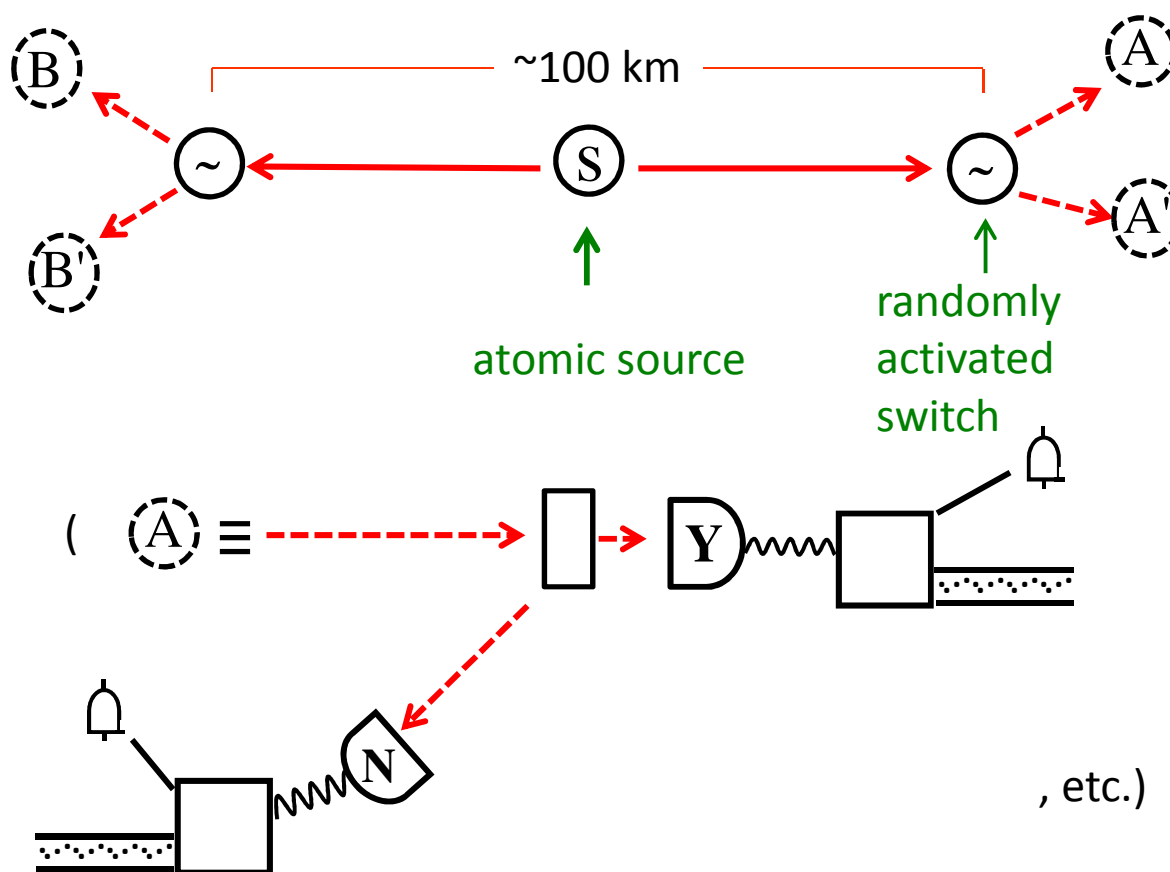 B
~100 km
A
~
S
~
B'
A'
atomic source
randomly
activated
switch
( A ≡
Y
N
, etc.)